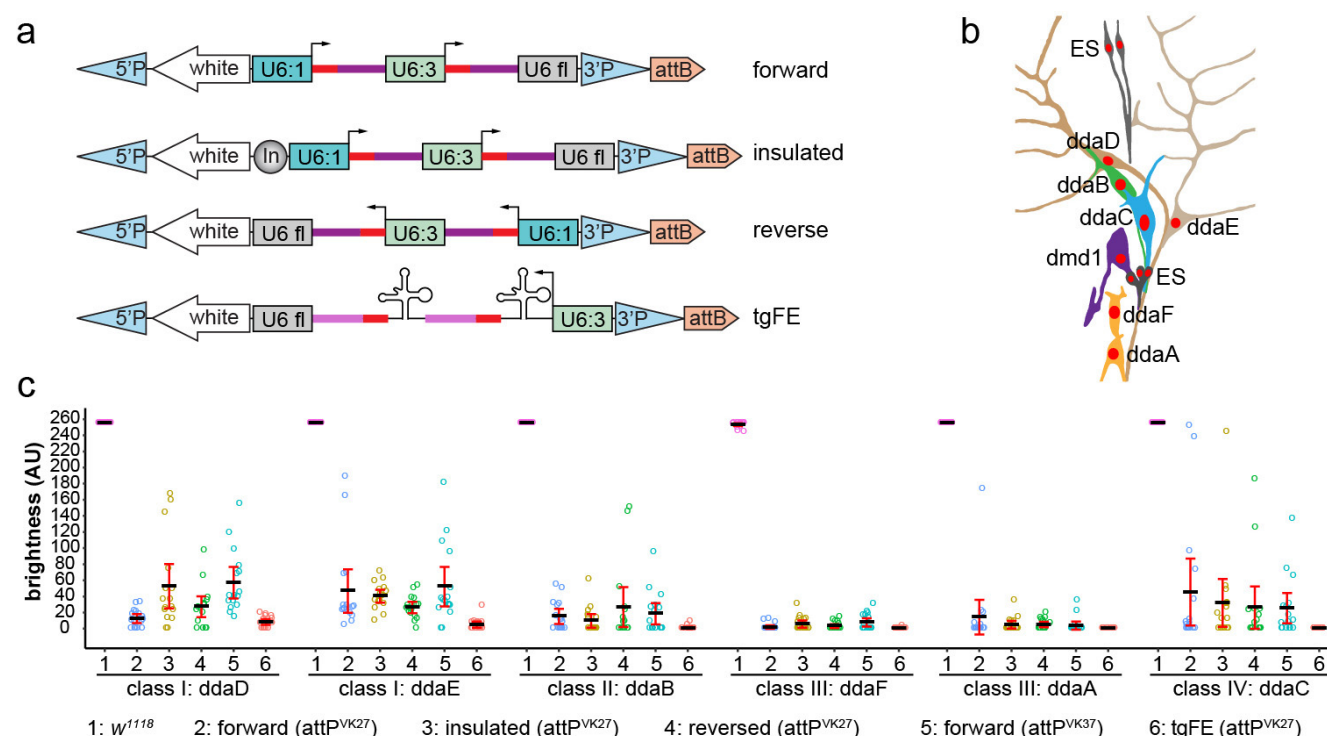 a
5'P white U6:1 U6:3 U6 fl 3'P attB forward
5'P white In U6:1 U6:3 U6 fl 3'P attB insulated
5'P white U6 fl U6:3 U6:1 3'P attB reverse
5'P white U6 fl U6:3 3'P attB tgFE
b
ES
ddaD
ddaB
ddaC
ddaE
dmd1
ES
ddaF
ddaA
c
brightness (AU)
260
240
220
200
180
160
140
120
100
80
60
40
20
0
1 2 3 4 5 6 1 2 3 4 5 6 1 2 3 4 5 6 1 2 3 4 5 6 1 2 3 4 5 6 1 2 3 4 5 6
class I: ddaD class I: ddaE class II: ddaB class III: ddaF class III: ddaA class IV: ddaC
1: w1118 2: forward (attPVK27) 3: insulated (attPVK27) 4: reversed (attPVK27) 5: forward (attPVK37) 6: tgFE (attPVK27)